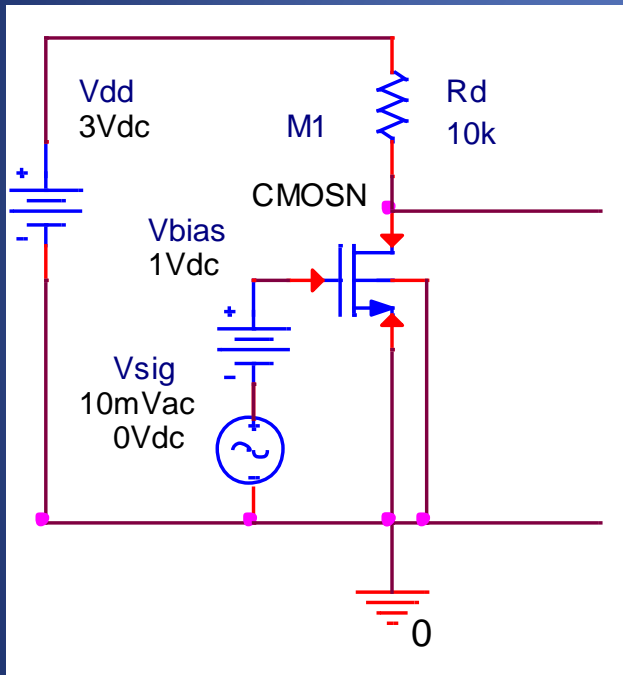 Vdd
3Vdc
M1
Rd
10k
CMOSN
Vbias
1Vdc
Vsig
10mVac
0Vdc
0